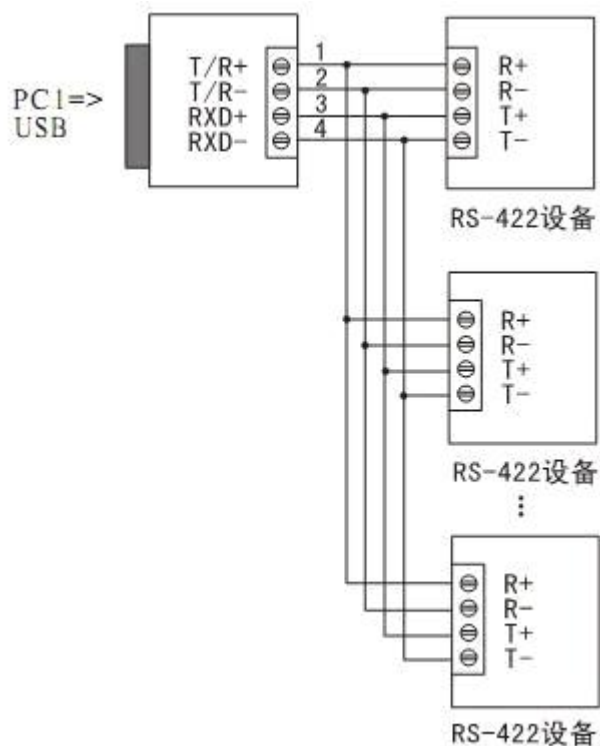 PC1=>
USB
T/R+ 1
T/R- 2
RXD+ 3
RXD- 4
R+
R-
T+
T-
RS-422设备
R+
R-
T+
T-
RS-422设备
⋮
R+
R-
T+
T-
RS-422设备